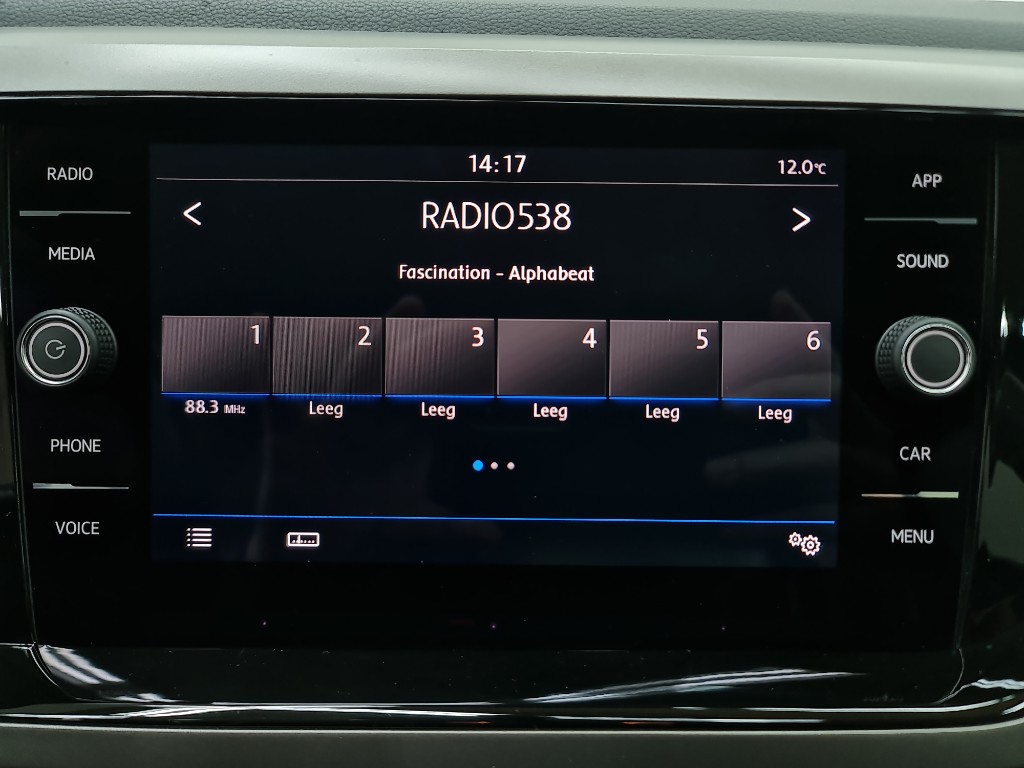 RADIO
MEDIA
PHONE
VOICE
14:17
12.0°C
< RADIO538 >
Fascination - Alphabeat
1 2 3 4 5 6
88.3 MHz Leeg Leeg Leeg Leeg Leeg
APP
SOUND
CAR
MENU